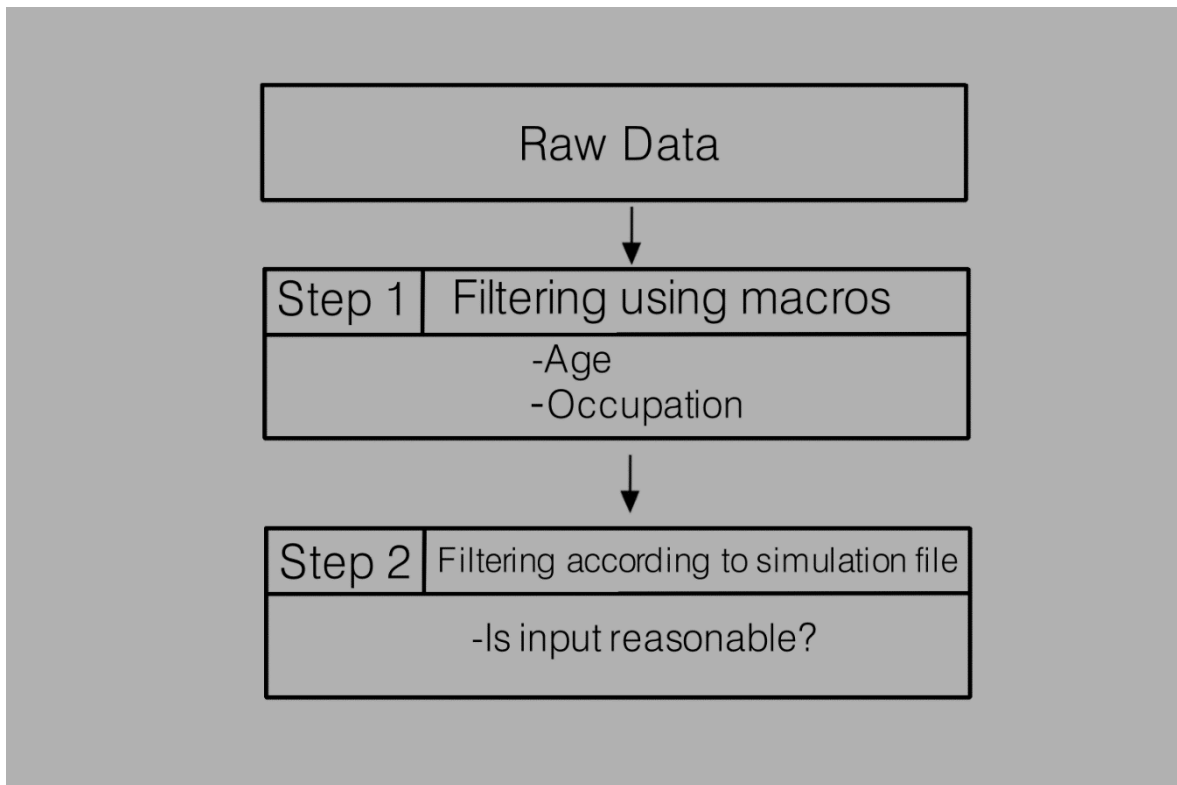 Raw Data
Step 1
Filtering using macros
-Age
-Occupation
Step 2
Filtering according to simulation file
-Is input reasonable?